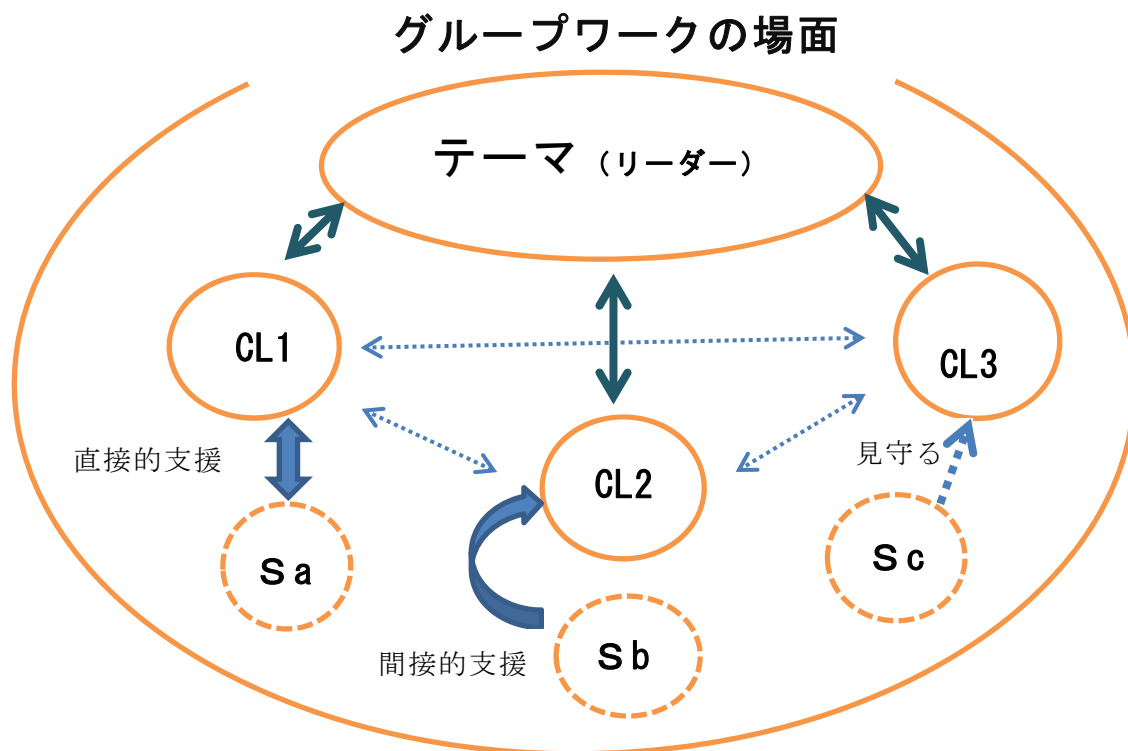 グループワークの場面
テーマ（リーダー）
CL1
CL3
直接的支援
見守る
CL2
Sa
Sc
間接的支援
Sb